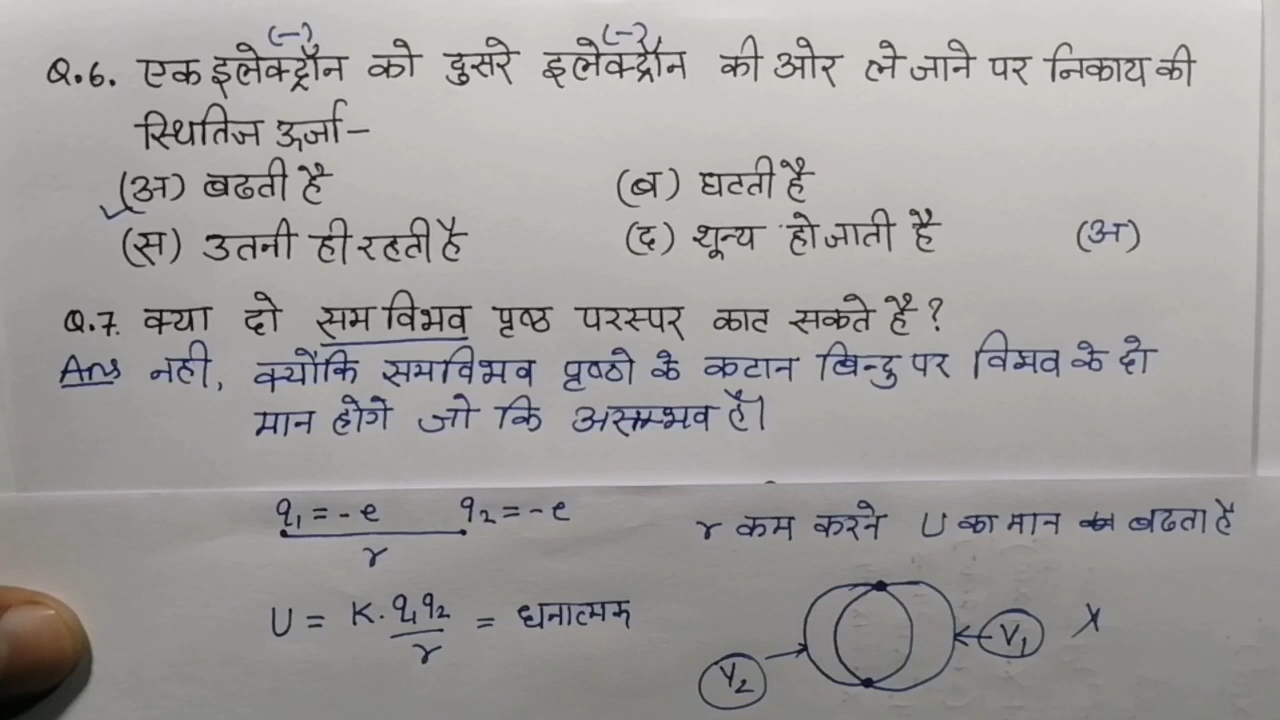 (-) (-)
Q.6. एक इलेक्ट्रॉन को दुसरे इलेक्ट्रॉन की ओर ले जाने पर निकाय की
स्थितिज ऊर्जा-
(अ) बढती है (ब) घटती है
(स) उतनी ही रहती है (द) शून्य हो जाती है (अ)
Q.7. क्या दो समविभव पृष्ठ परस्पर काट सकते है?
Ans नही, क्योंकि समविभव पृष्ठो के कटान बिन्दु पर विभव के दो
मान होगे जो कि असम्भव है।
q₁ = -e q₂ = -e
r
r कम करने U का मान बढता है
U = K. q₁q₂/r = धनात्मक
V₁ X
V₂